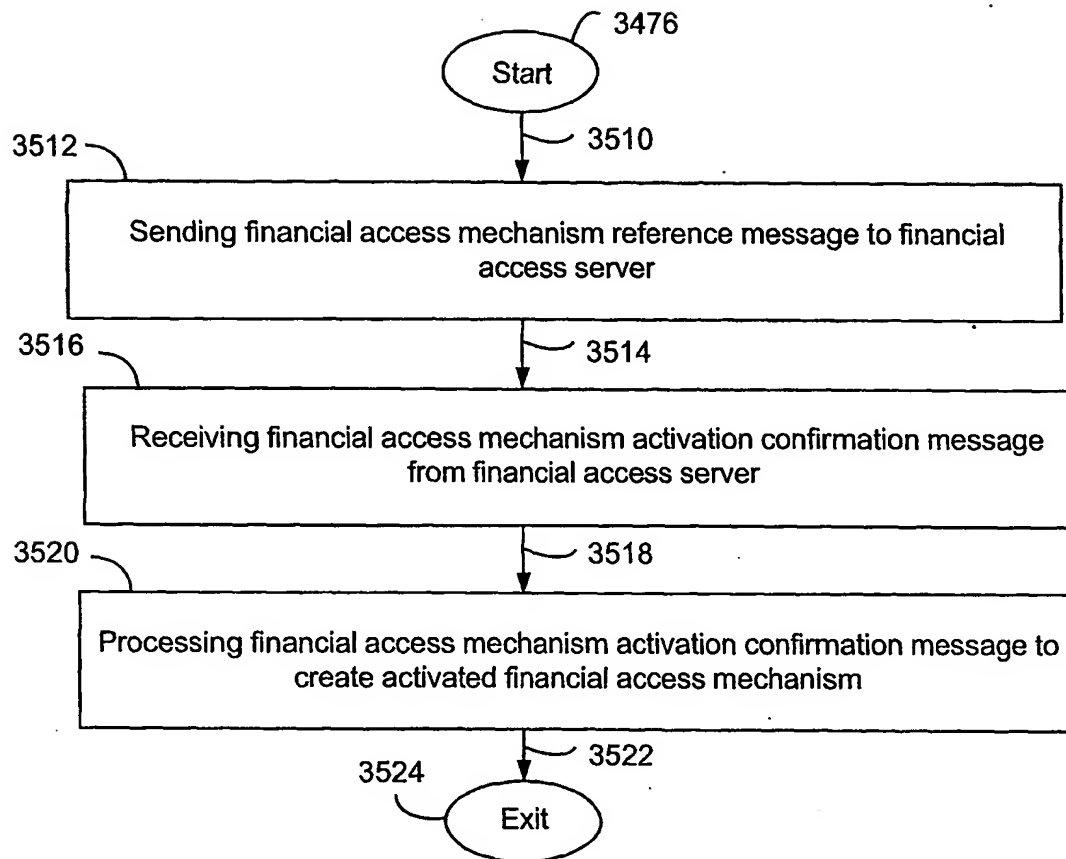 3476
Start
3510
3512
Sending financial access mechanism reference message to financial
access server
3514
3516
Receiving financial access mechanism activation confirmation message
from financial access server
3518
3520
Processing financial access mechanism activation confirmation message to
create activated financial access mechanism
3522
3524
Exit